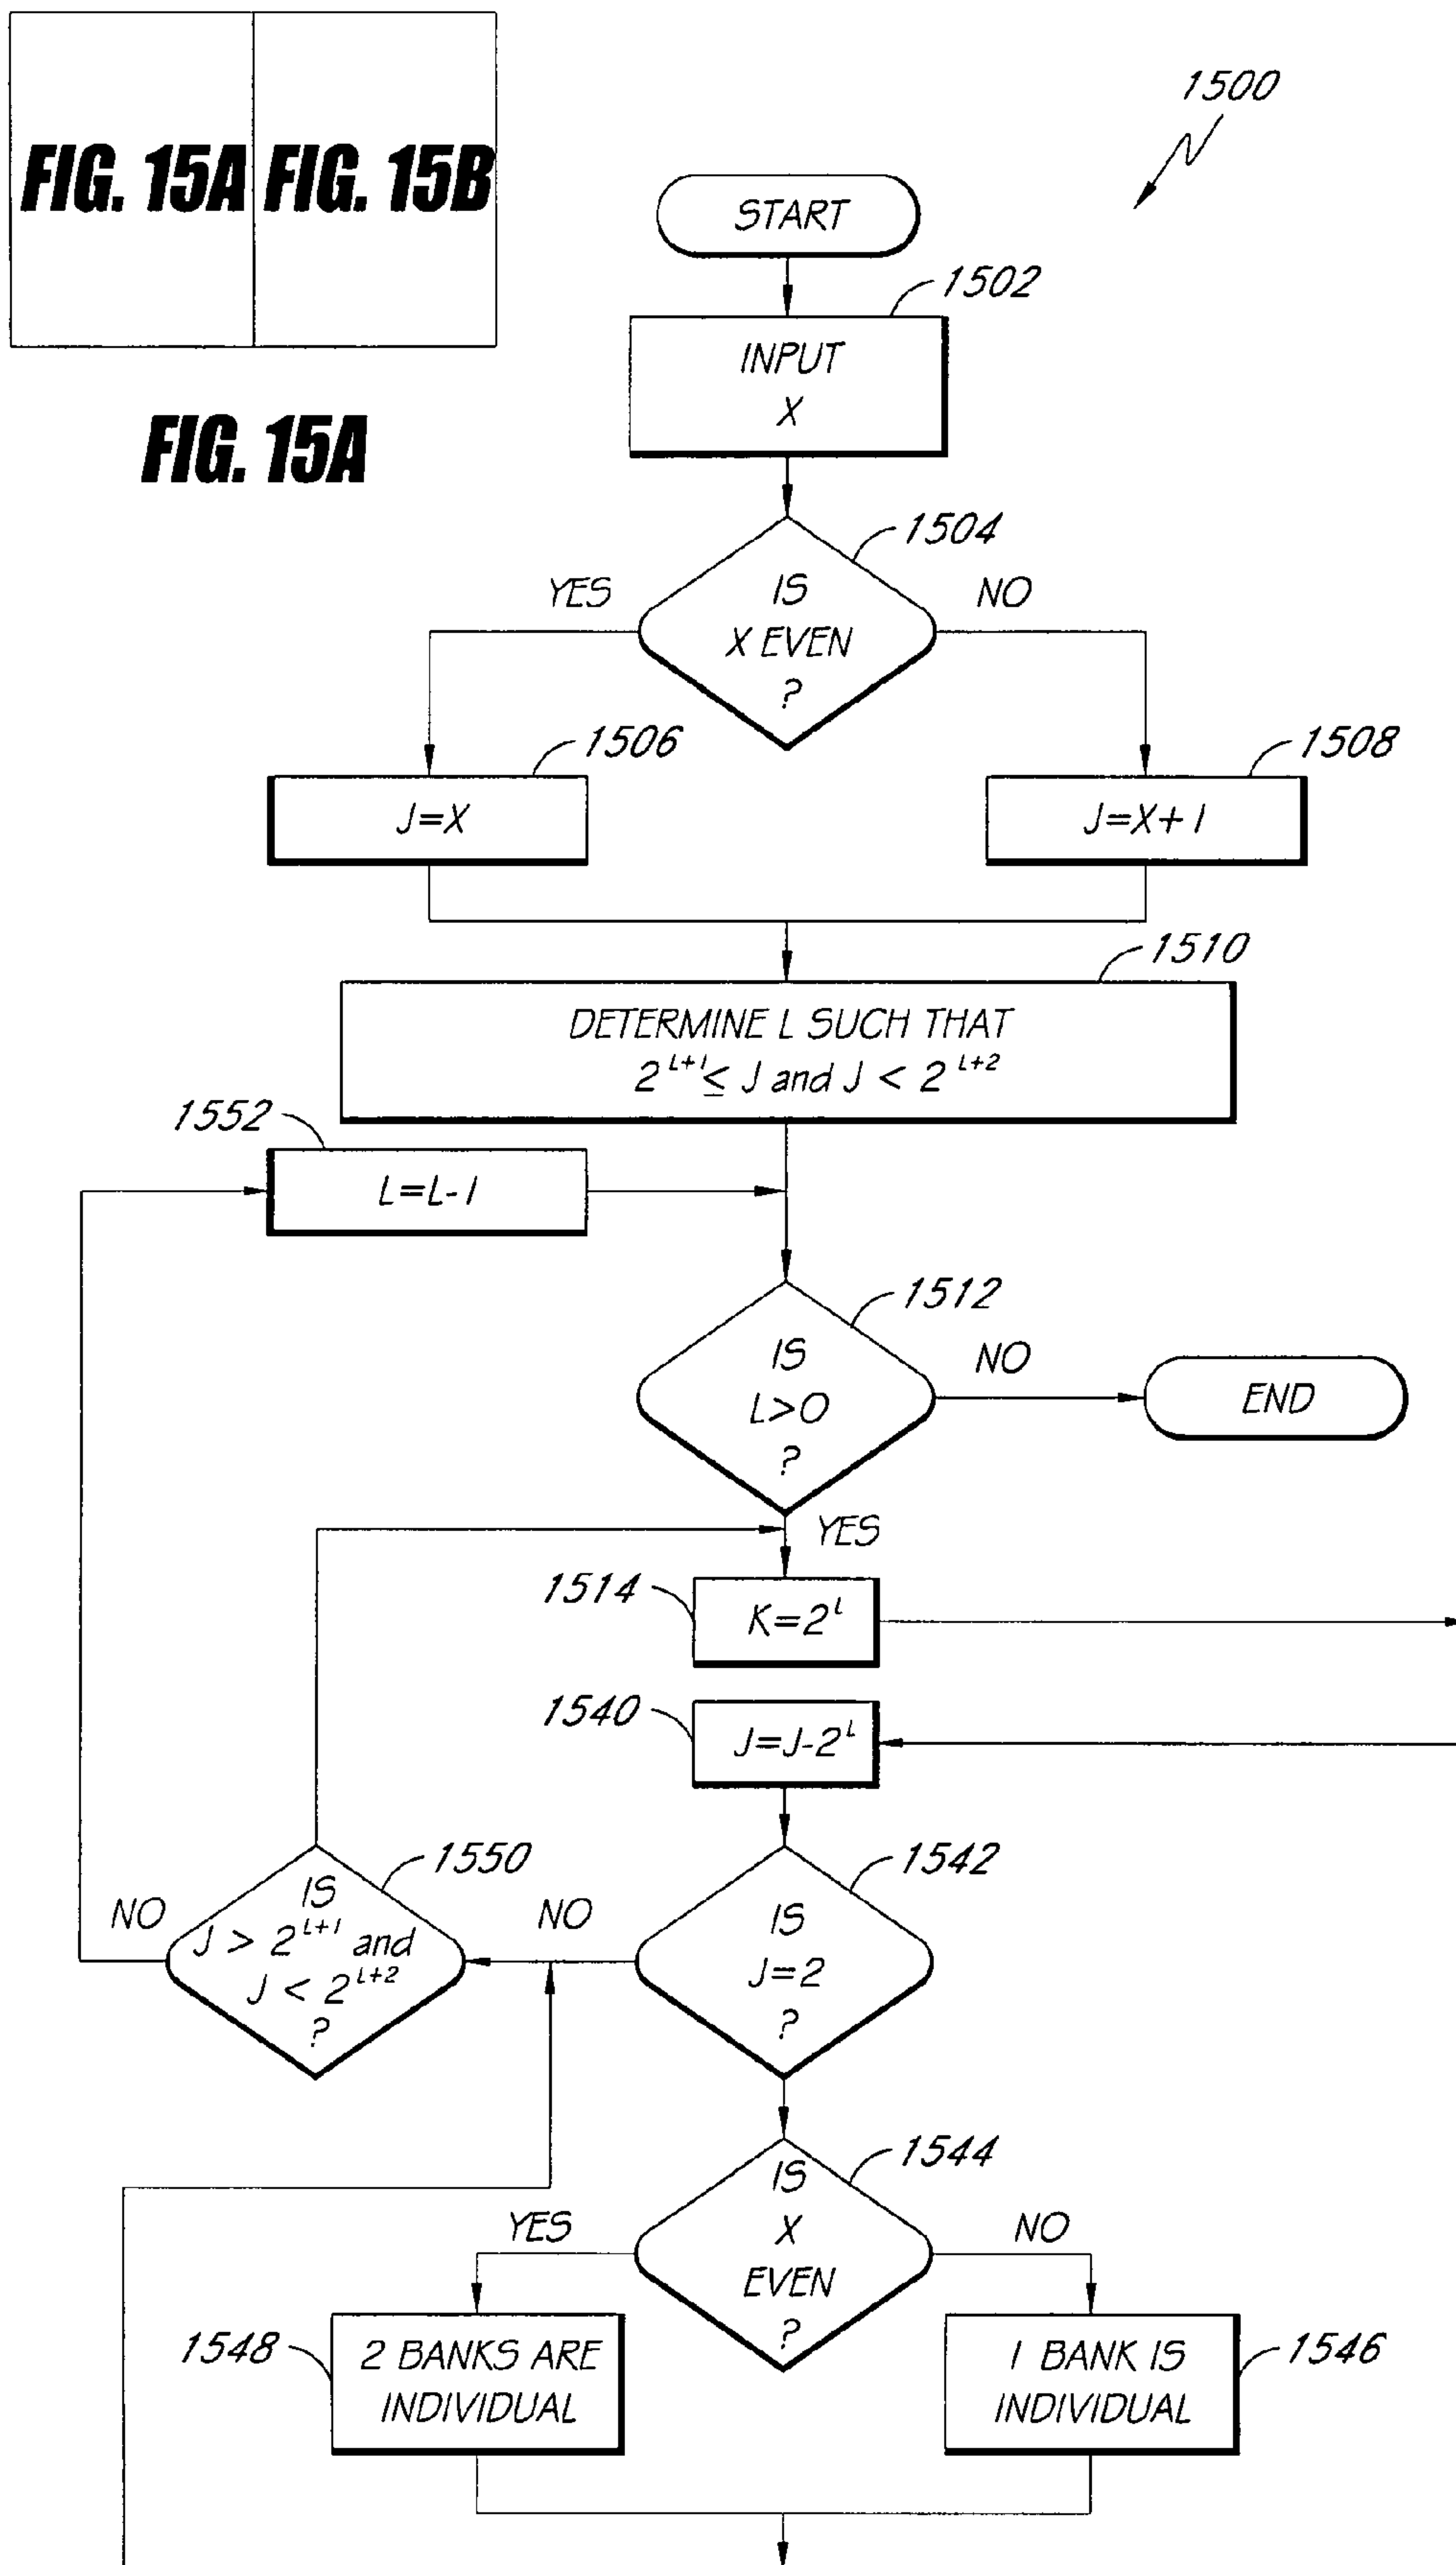 FIG. 15A FIG. 15B
FIG. 15A
1500
START
1502
INPUT
X
1504
IS
X EVEN
?
YES
NO
1506
J=X
1508
J=X+1
1510
DETERMINE L SUCH THAT
2^{L+1} ≤ J and J < 2^{L+2}
1552
L=L-1
1512
IS
L>0
?
NO
END
YES
1514
K=2^L
1540
J=J-2^L
1550
IS
J > 2^{L+1} and
J < 2^{L+2}
?
NO
NO
1542
IS
J=2
?
1544
IS
X
EVEN
?
YES
NO
1548
2 BANKS ARE
INDIVIDUAL
1 BANK IS
INDIVIDUAL
1546